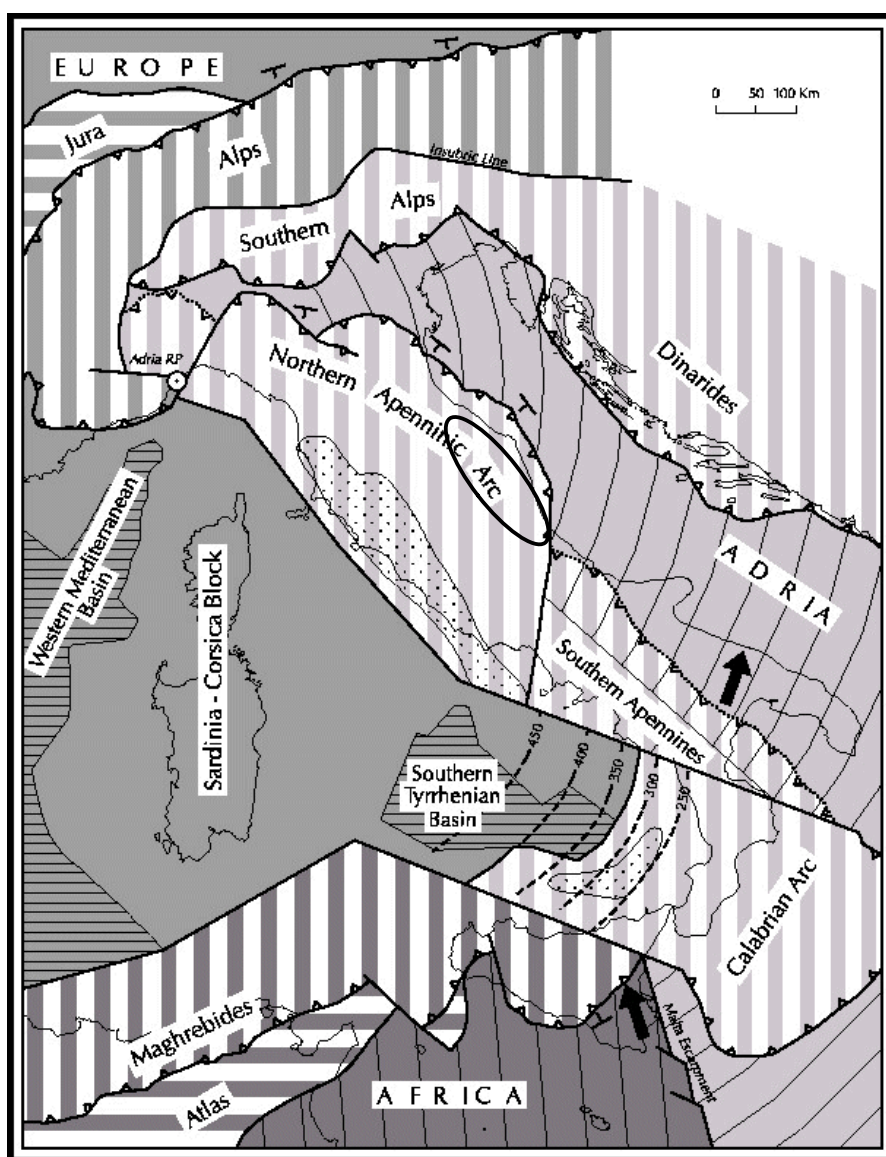 EUROPE
0 50 100 Km
Jura
Alps
Insubric Line
Alps
Southern
Adria RP
Northern Apenninic Arc
Dinarides
Western Mediterranean
Basin
Sardinia - Corsica Block
ADRIA
Southern Apennines
450
400
350
300
250
Southern
Tyrrhenian
Basin
Calabrian Arc
Maghrebides
Malta Escarpment
Atlas
AFRICA